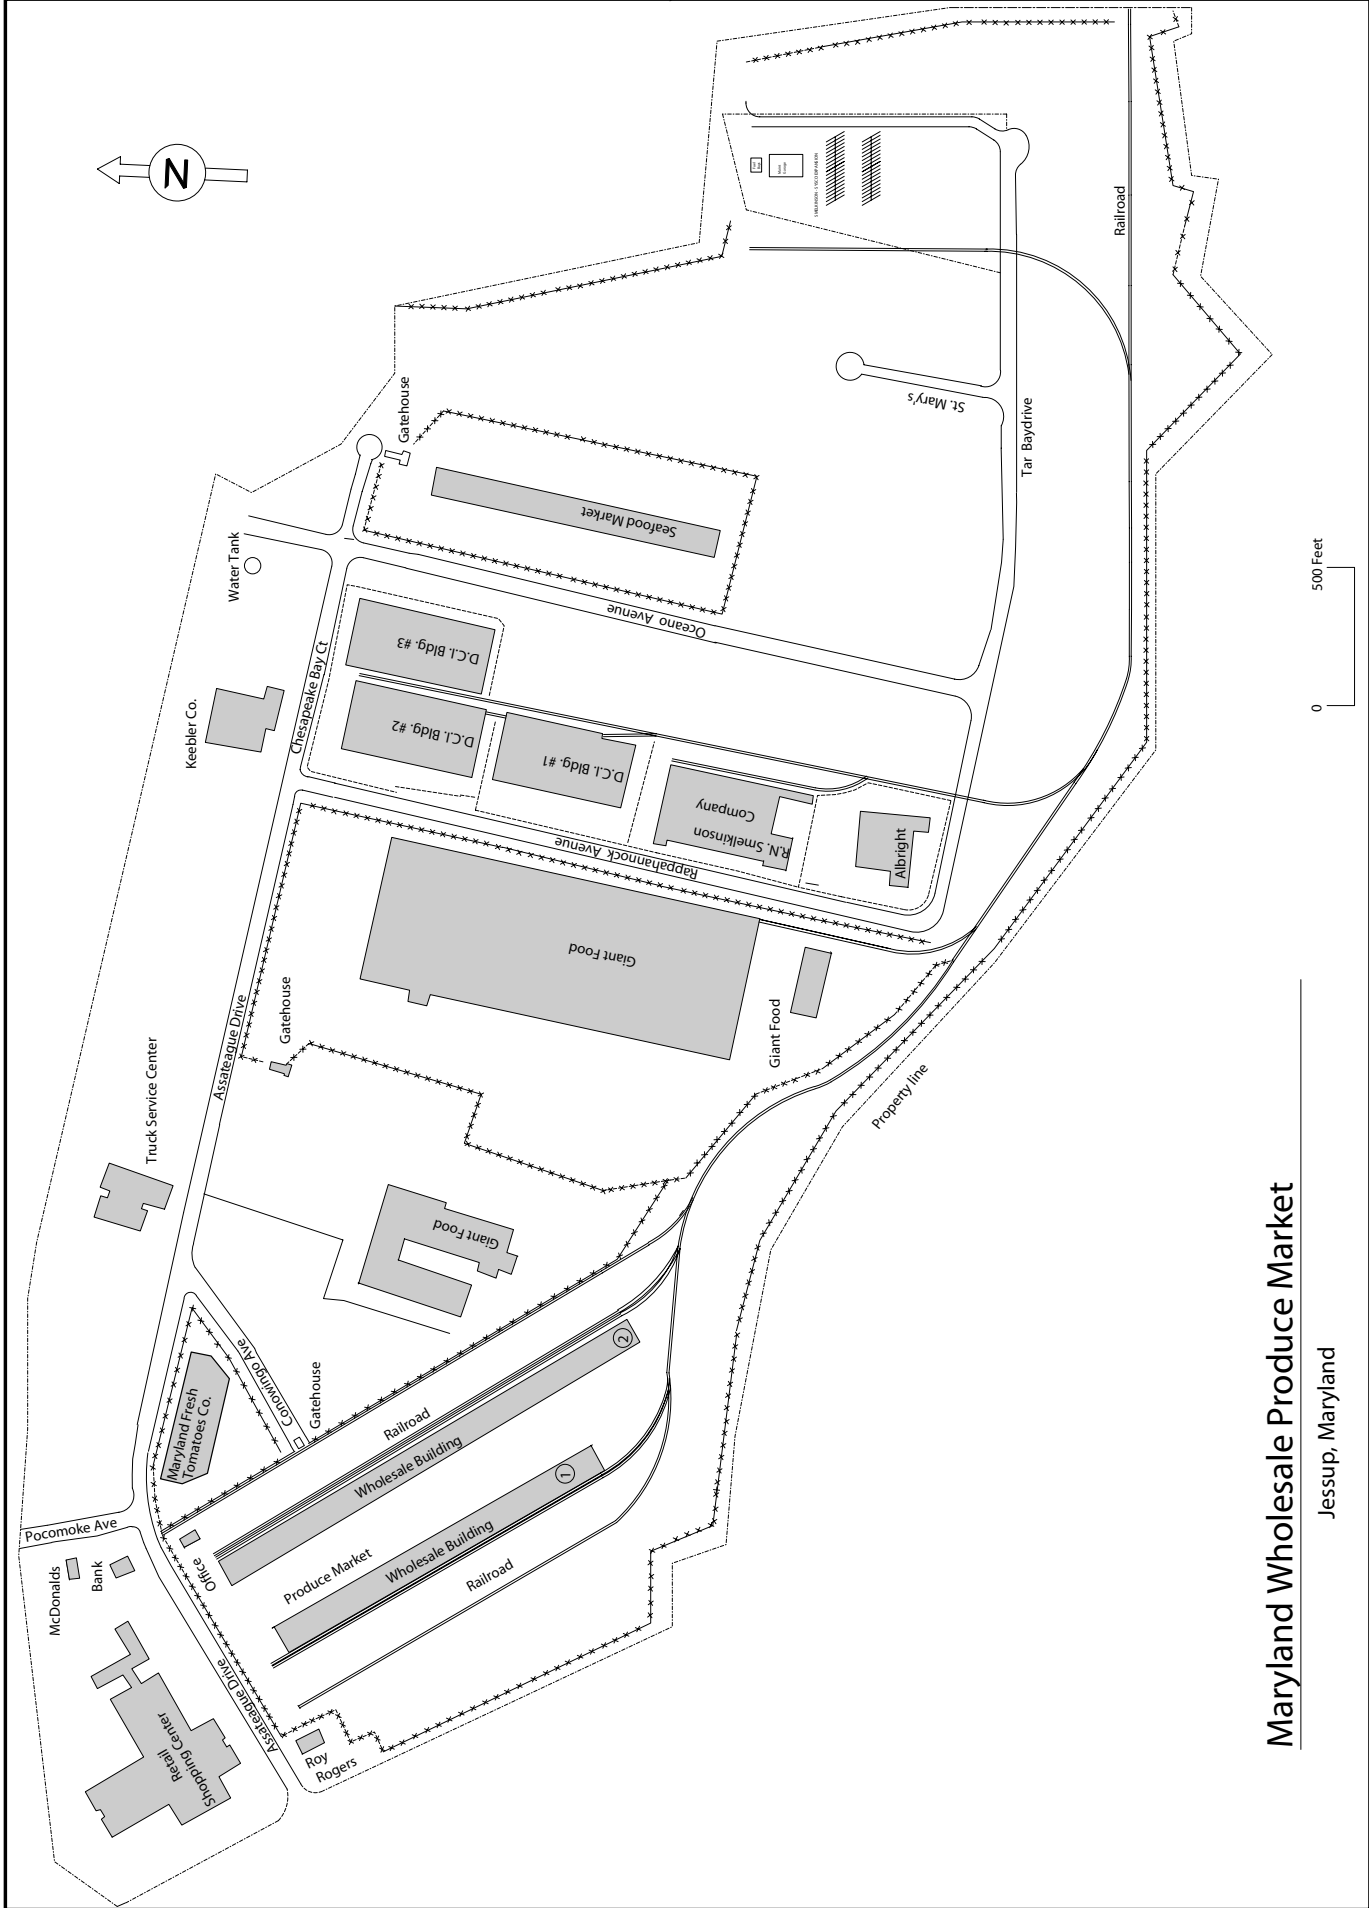 Maryland Wholesale Produce Market
Jessup, Maryland
0
500 Feet
N
McDonalds
Bank
Pocomoke Ave
Retail
Shopping Center
Assateague Drive
Roy
Rogers
Office
Produce Market
Wholesale Building
1
Wholesale Building
2
Railroad
Railroad
Maryland Fresh
Tomatoes Co.
Conowingo Ave
Gatehouse
Truck Service Center
Assateague Drive
Giant Food
Gatehouse
Giant Food
Giant Food
Property line
Keebler Co.
Chesapeake Bay Ct
Rappahannock Avenue
D.C.I. Bldg. #3
D.C.I. Bldg. #2
D.C.I. Bldg. #1
R.N. Smelkinson
Company
Albright
Water Tank
Oceano Avenue
Gatehouse
Seafood Market
St. Mary's
Tar Baydrive
Railroad